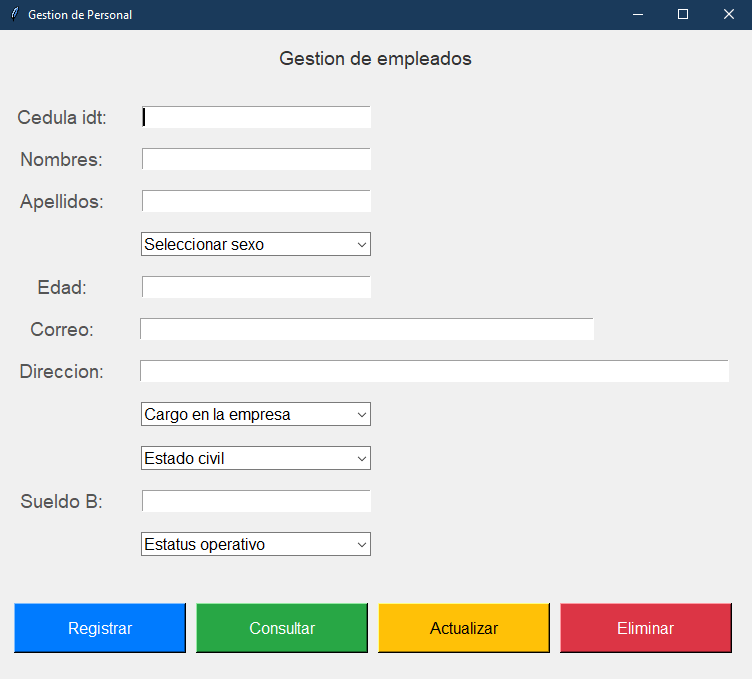 Gestion de Personal
Gestion de empleados
Cedula idt:
Nombres:
Apellidos:
Seleccionar sexo
Edad:
Correo:
Direccion:
Cargo en la empresa
Estado civil
Sueldo B:
Estatus operativo
Registrar
Consultar
Actualizar
Eliminar